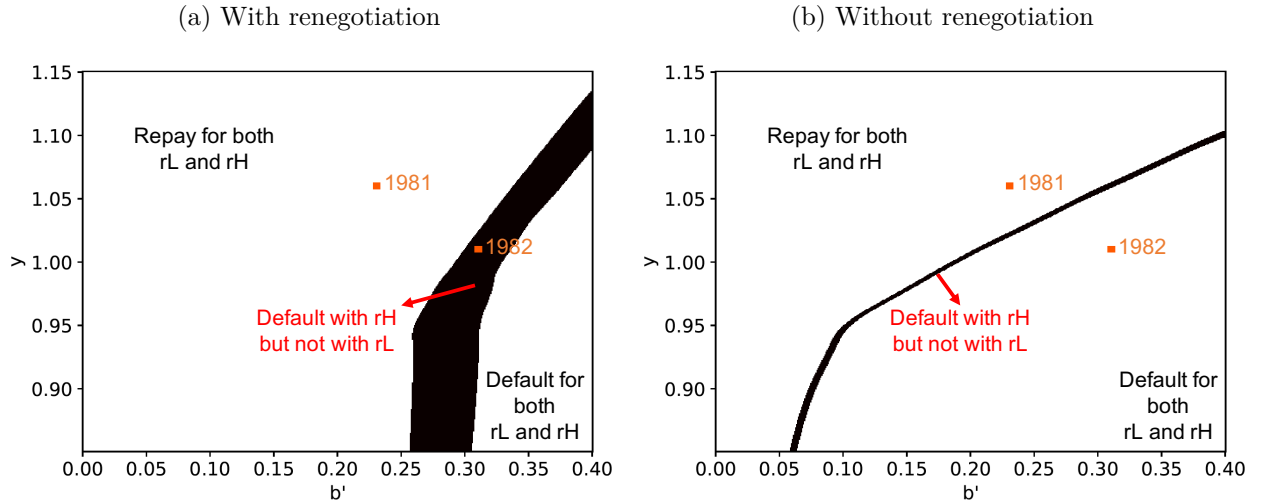 (a) With renegotiation
1.15
1.10
1.05
1.00
0.95
0.90
y
Repay for both
rL and rH
1981
1982
Default with rH
but not with rL
Default for
both
rL and rH
0.00 0.05 0.10 0.15 0.20 0.25 0.30 0.35 0.40
b'
(b) Without renegotiation
1.15
1.10
1.05
1.00
0.95
0.90
y
Repay for both
rL and rH
1981
1982
Default with rH
but not with rL
Default for
both
rL and rH
0.00 0.05 0.10 0.15 0.20 0.25 0.30 0.35 0.40
b'